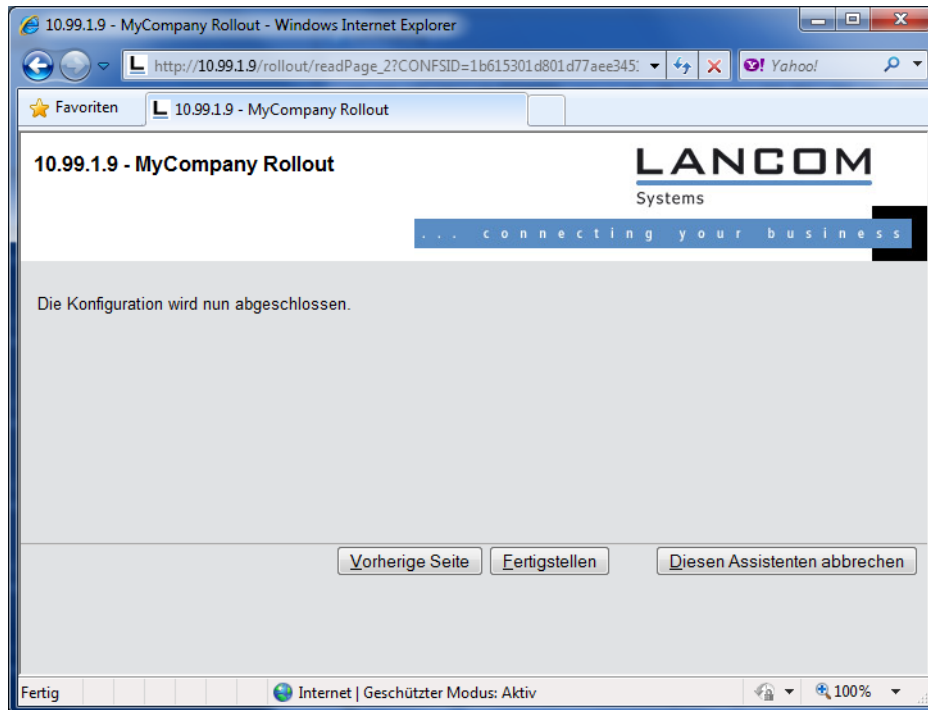 10.99.1.9 - MyCompany Rollout - Windows Internet Explorer
http://10.99.1.9/rollout/readPage_2?CONFSID=1b615301d801d77aee345: Yahoo!
Favoriten 10.99.1.9 - MyCompany Rollout
10.99.1.9 - MyCompany Rollout
LANCOM
Systems
... connecting your business
Die Konfiguration wird nun abgeschlossen.
Vorherige Seite Fertigstellen Diesen Assistenten abbrechen
Fertig Internet | Geschützter Modus: Aktiv 100%